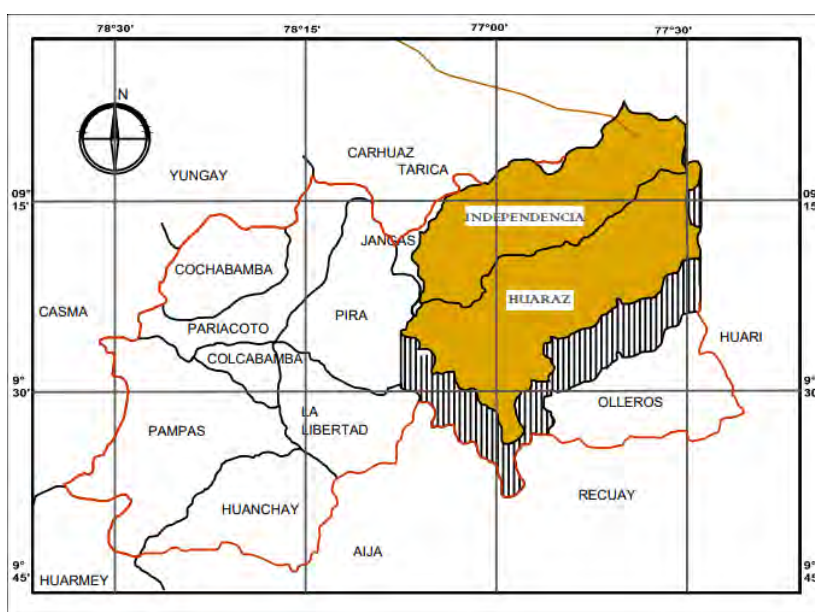 78°30'
78°15'
77°00'
77°30'
N
CARHUAZ
TARICA
YUNGAY
09°
15'
09°
15'
INDEPENDENCIA
JANGAS
COCHABAMBA
HUARAZ
CASMA
PARIACOTO
PIRA
HUARI
COLCABAMBA
9°
30'
9°
30'
OLLEROS
LA
LIBERTAD
PAMPAS
RECUAY
HUANCHAY
AIJA
9°
45'
9°
45'
HUARMEY